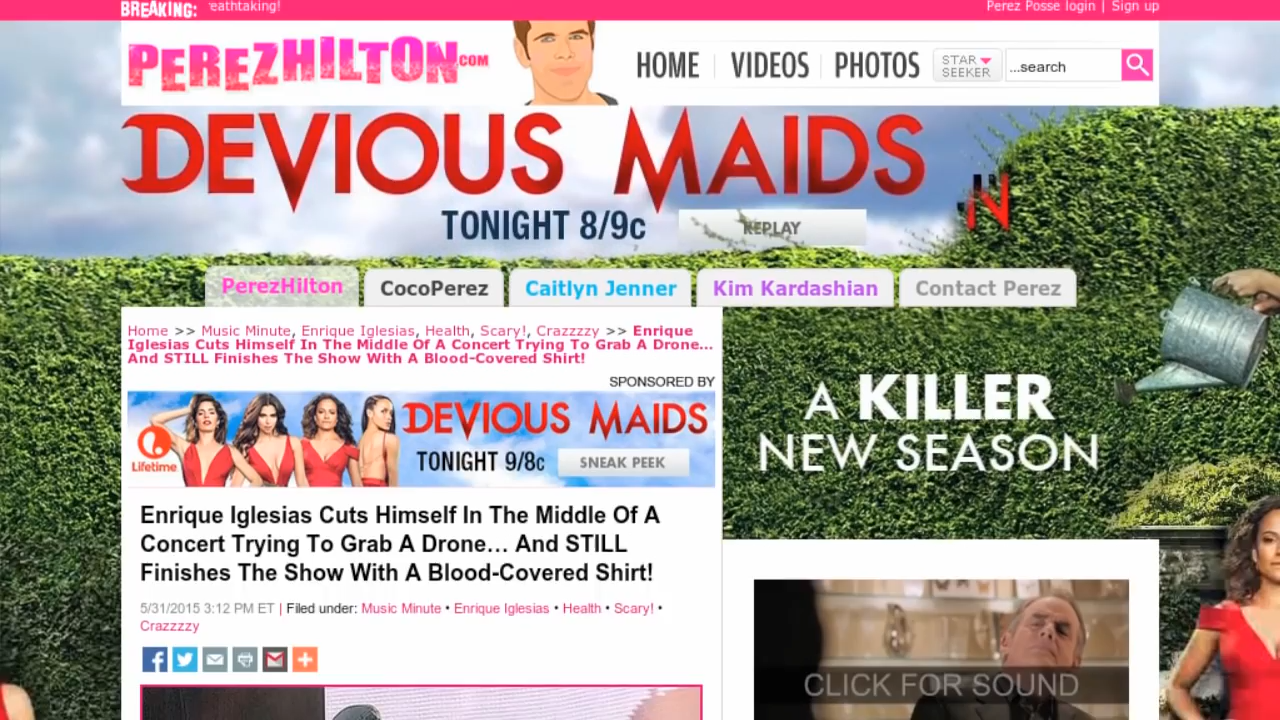 BREAKING: reathtaking!
Perez Posse login | Sign up
PEREZHILTON.COM
HOME VIDEOS PHOTOS
STAR SEEKER
...search
DEVIOUS MAIDS
TONIGHT 8/9c
REPLAY
PerezHilton CocoPerez Caitlyn Jenner Kim Kardashian Contact Perez
Home >> Music Minute, Enrique Iglesias, Health, Scary!, Crazzzzy >> Enrique
Iglesias Cuts Himself In The Middle Of A Concert Trying To Grab A Drone...
And STILL Finishes The Show With A Blood-Covered Shirt!
SPONSORED BY
Lifetime
DEVIOUS MAIDS
TONIGHT 9/8c
SNEAK PEEK
Enrique Iglesias Cuts Himself In The Middle Of A
Concert Trying To Grab A Drone... And STILL
Finishes The Show With A Blood-Covered Shirt!
5/31/2015 3:12 PM ET | Filed under: Music Minute • Enrique Iglesias • Health • Scary! •
Crazzzzy
A KILLER
NEW SEASON
CLICK FOR SOUND